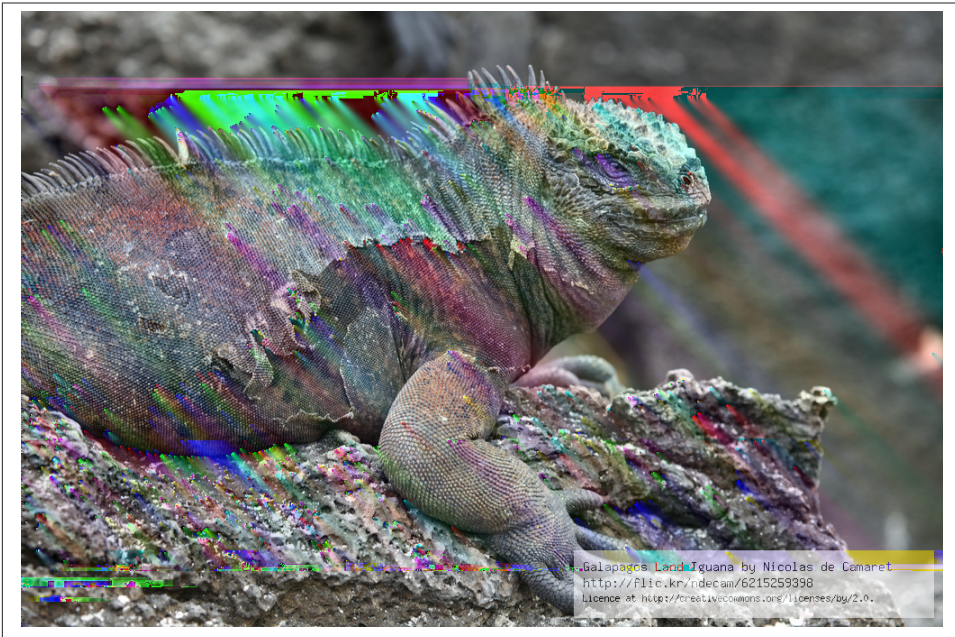 Galapagos Land Iguana by Nicolas de Camaret
http://flic.kr/ndecam/6215259398
Licence at http://creativecommons.org/licenses/by/2.0.